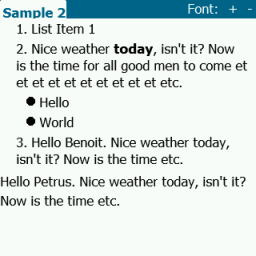 Sample 2 Font: + -
1. List Item 1
2. Nice weather today, isn't it? Now
is the time for all good men to come et
et et et et et et et et et etc.
● Hello
● World
3. Hello Benoit. Nice weather today,
isn't it? Now is the time etc.
Hello Petrus. Nice weather today, isn't it?
Now is the time etc.